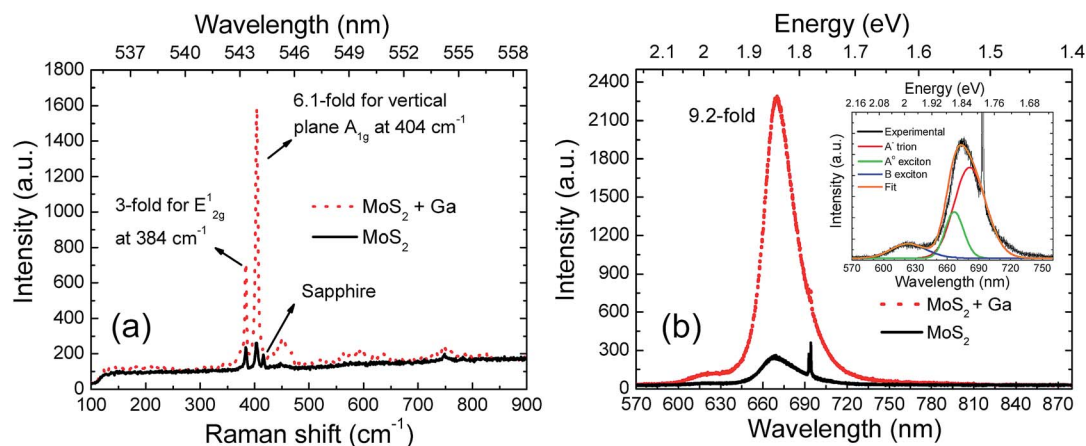 Wavelength (nm)
537 540 543 546 549 552 555 558
1800
1600
1400
1200
1000
800
600
400
200
0
Intensity (a.u.)
6.1-fold for vertical
plane A1g at 404 cm⁻¹
3-fold for E¹2g
at 384 cm⁻¹
MoS₂ + Ga
MoS₂
Sapphire
(a)
100 200 300 400 500 600 700 800 900
Raman shift (cm⁻¹)
Energy (eV)
2.1 2 1.9 1.8 1.7 1.6 1.5 1.4
2400
2100
1800
1500
1200
900
600
300
0
Intensity (a.u.)
9.2-fold
Energy (eV)
2.16 2.08 2 1.92 1.84 1.76 1.68
Experimental
A⁻ trion
A⁰ exciton
B exciton
Fit
Intensity (a.u.)
570 600 630 660 690 720 750
Wavelength (nm)
MoS₂ + Ga
MoS₂
(b)
570 600 630 660 690 720 750 780 810 840 870
Wavelength (nm)